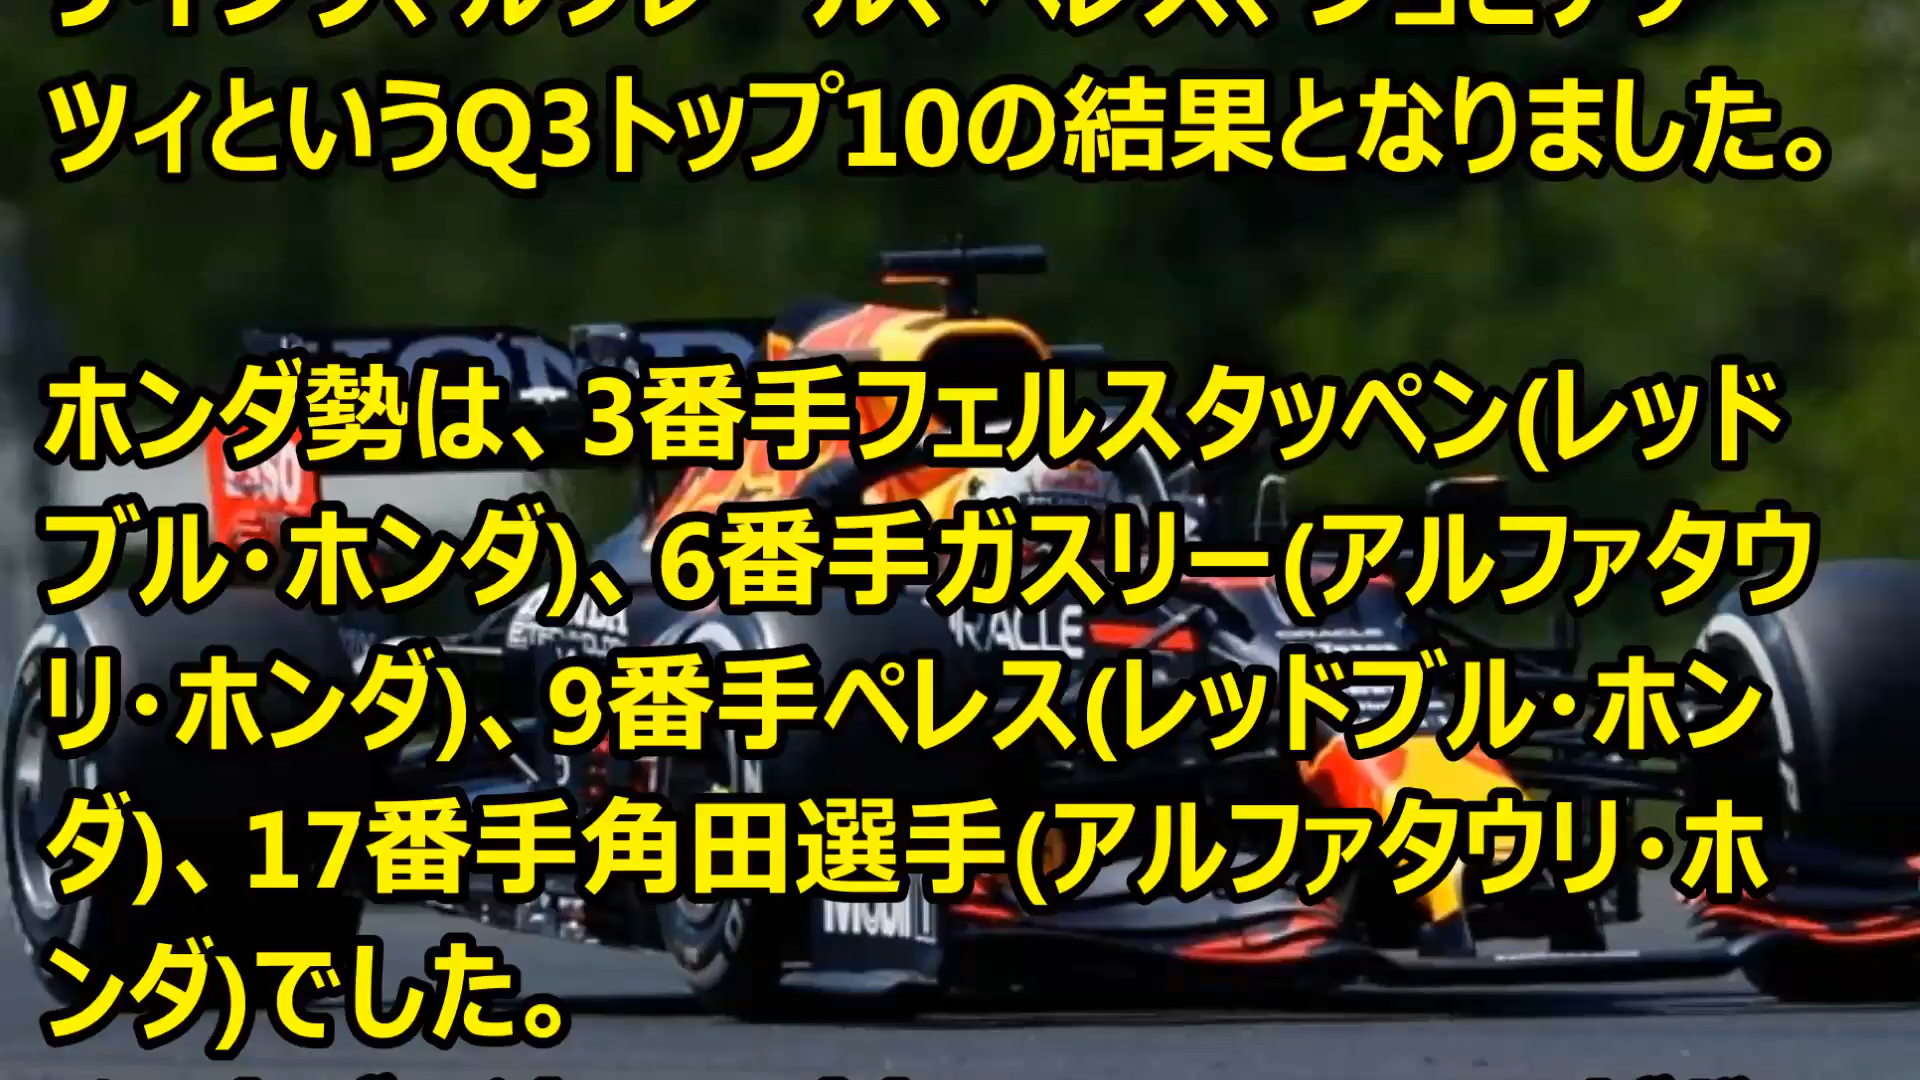 ツィというQ3トップ10の結果となりました。
ホンダ勢は、3番手フェルスタッペン(レッド
ブル・ホンダ)、6番手ガスリー(アルファタウ
リ・ホンダ)、9番手ペレス(レッドブル・ホン
ダ)、17番手角田選手(アルファタウリ・ホ
ンダ)でした。
ORACLE
Mobil 1